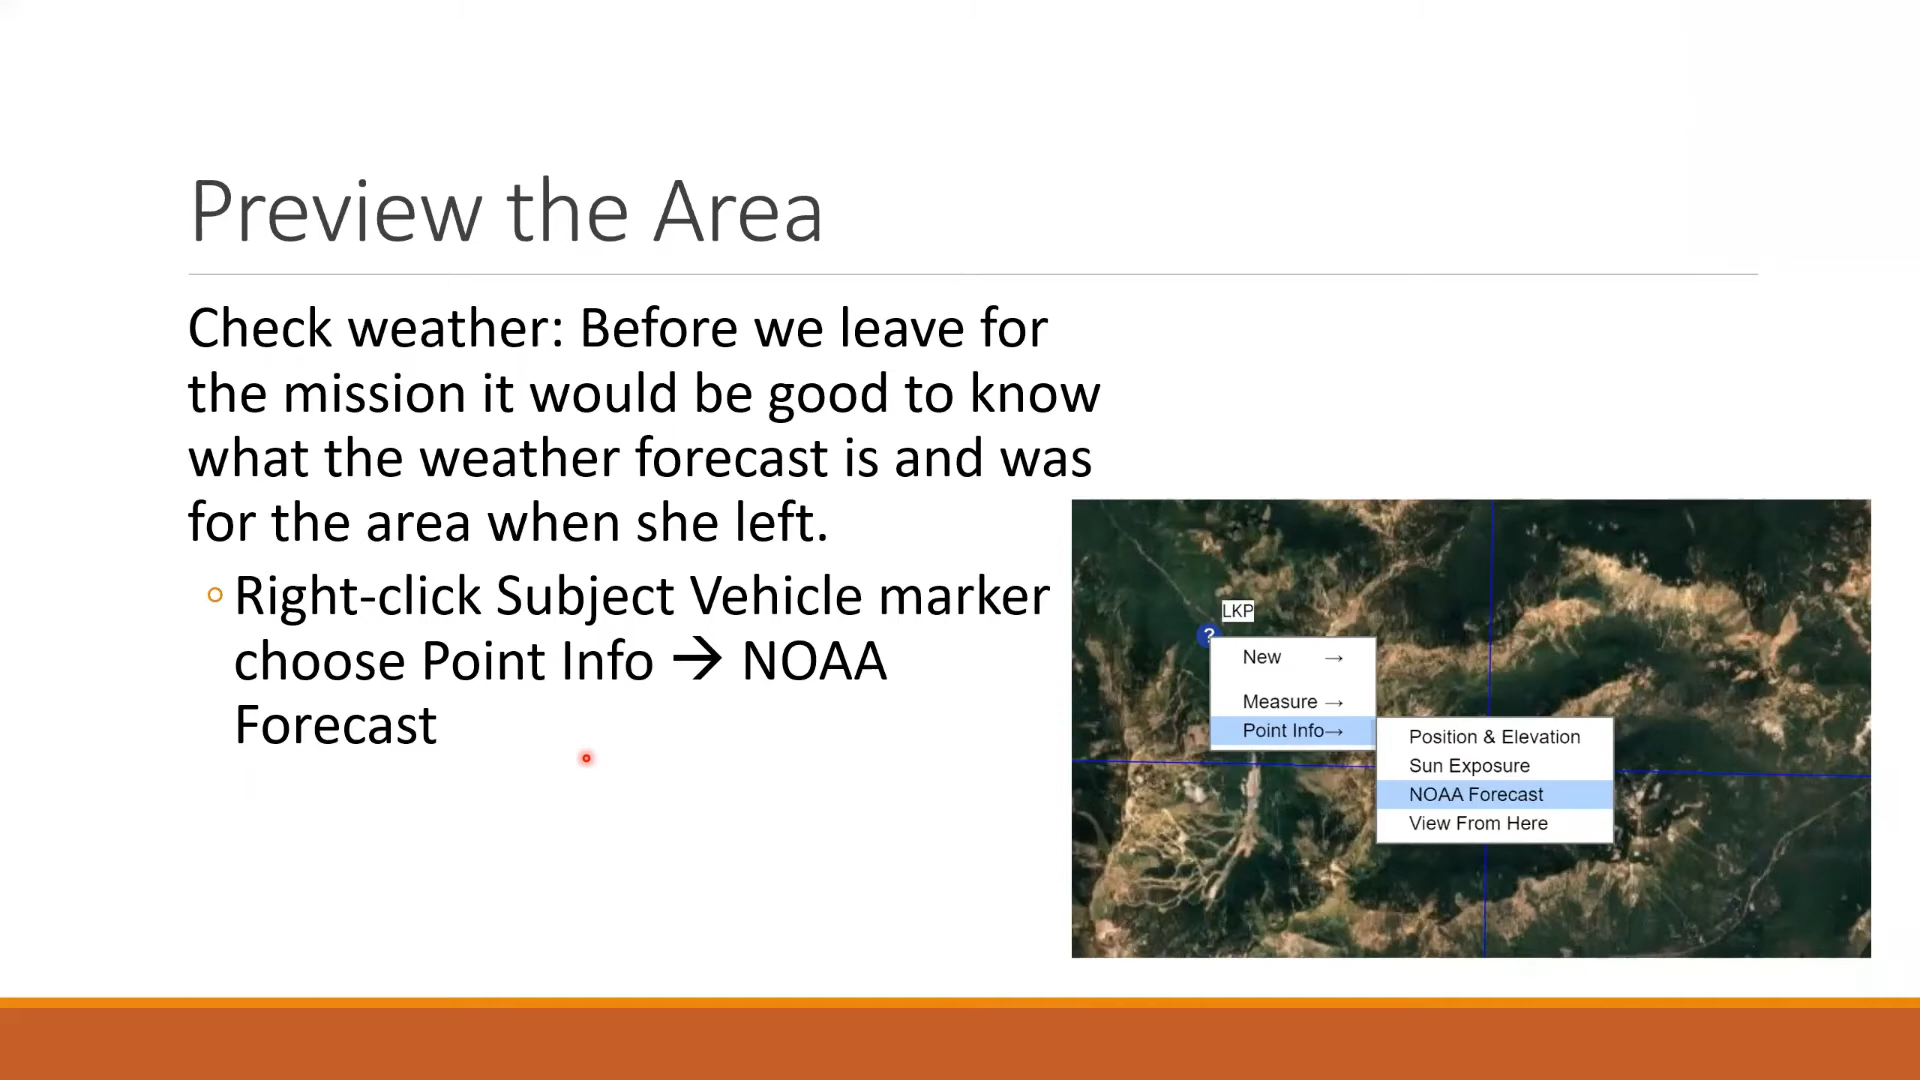 Preview the Area
Check weather: Before we leave for
the mission it would be good to know
what the weather forecast is and was
for the area when she left.
Right-click Subject Vehicle marker
choose Point Info → NOAA
Forecast
LKP
?
New →
Measure →
Point Info→
Position & Elevation
Sun Exposure
NOAA Forecast
View From Here